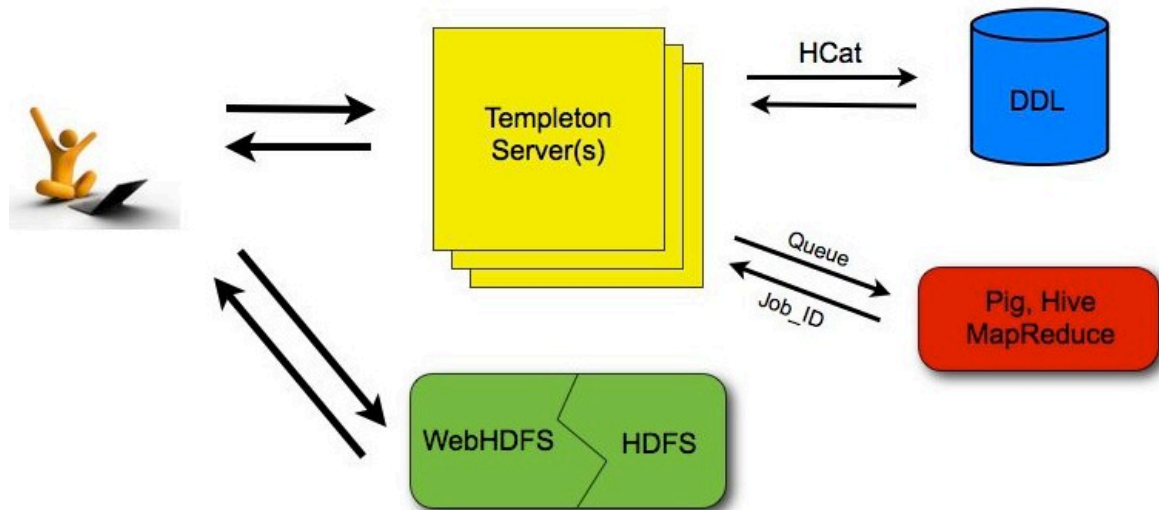 HCat
Templeton
Server(s)
DDL
Queue
Job_ID
Pig, Hive
MapReduce
WebHDFS
HDFS